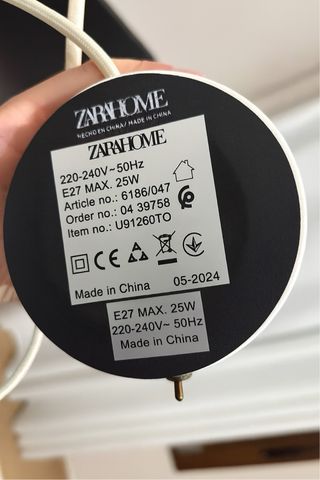 ZARAHOME
HECHO EN CHINA / MADE IN CHINA
ZARAHOME
220-240V~50Hz
E27 MAX. 25W
Article no.: 6186/047
Order no.: 04 39758
Item no.: U91260TO
CE
Made in China 05-2024
E27 MAX. 25W
220-240V~ 50Hz
Made in China